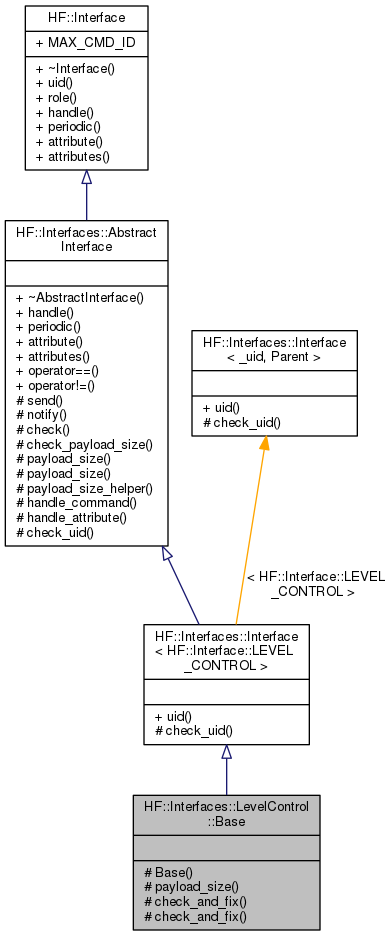 HF::Interface
+ MAX_CMD_ID
+ ~Interface()
+ uid()
+ role()
+ handle()
+ periodic()
+ attribute()
+ attributes()
HF::Interfaces::Abstract
Interface
+ ~AbstractInterface()
+ handle()
+ periodic()
+ attribute()
+ attributes()
+ operator==()
+ operator!=()
# send()
# notify()
# check()
# check_payload_size()
# payload_size()
# payload_size()
# payload_size_helper()
# handle_command()
# handle_attribute()
# check_uid()
HF::Interfaces::Interface
< _uid, Parent >
+ uid()
# check_uid()
< HF::Interface::LEVEL
_CONTROL >
HF::Interfaces::Interface
< HF::Interface::LEVEL
_CONTROL >
+ uid()
# check_uid()
HF::Interfaces::LevelControl
::Base
# Base()
# payload_size()
# check_and_fix()
# check_and_fix()